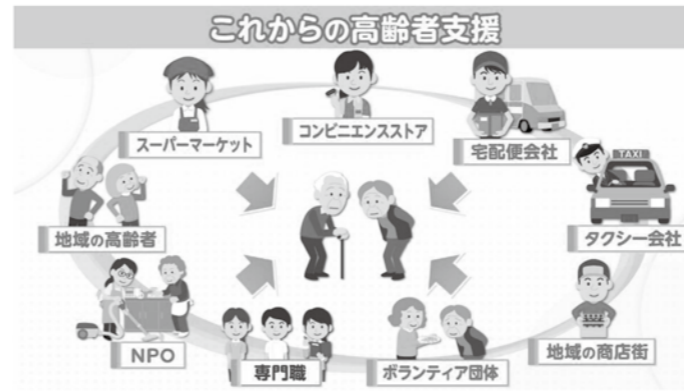 これからの高齢者支援
スーパーマーケット
コンビニエンスストア
宅配便会社
TAXI
タクシー会社
地域の高齢者
NPO
専門職
ボランティア団体
地域の商店街